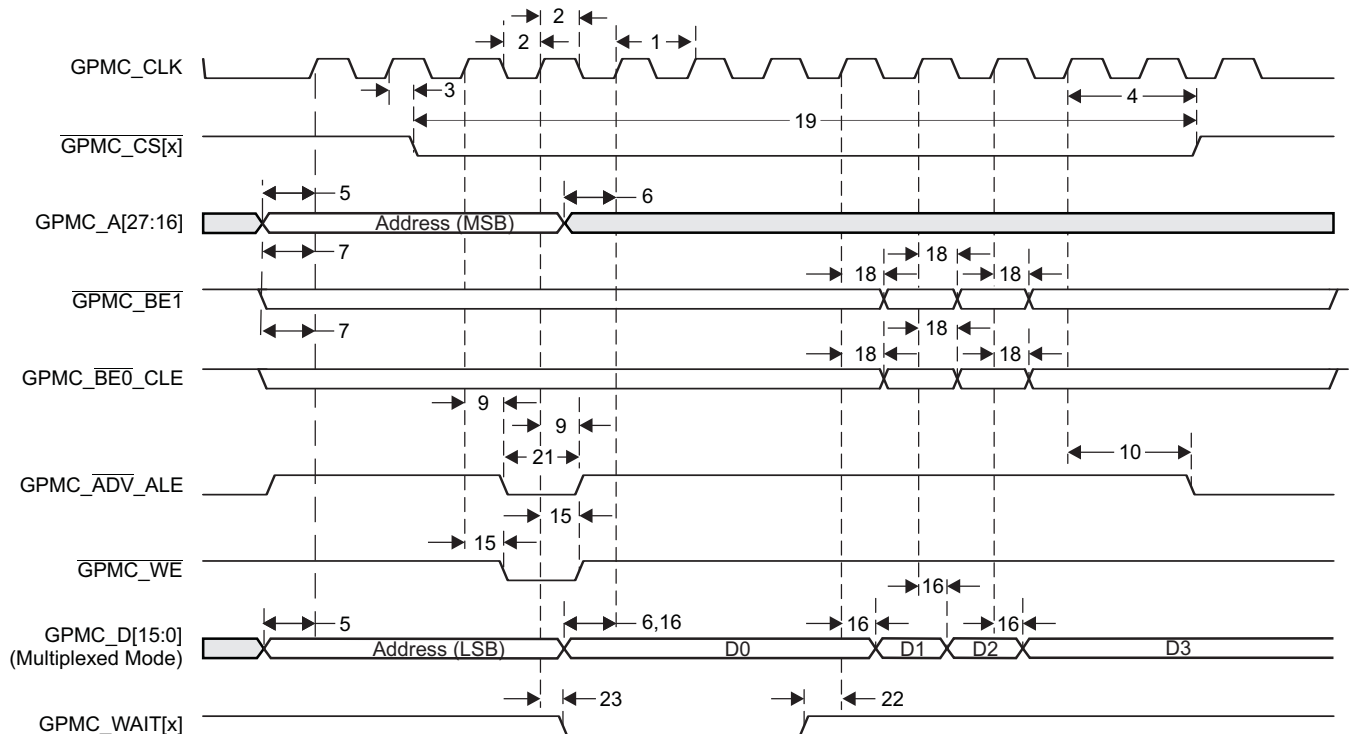 2
2
1
GPMC_CLK
3
4
19
GPMC_CS[x]
5
6
GPMC_A[27:16]
Address (MSB)
7
18
18
18
GPMC_BE1
7
18
18
18
GPMC_BE0_CLE
9
9
21
10
GPMC_ADV_ALE
15
15
GPMC_WE
16
5
6,16
16
16
GPMC_D[15:0]
(Multiplexed Mode)
Address (LSB)
D0
D1
D2
D3
23
22
GPMC_WAIT[x]